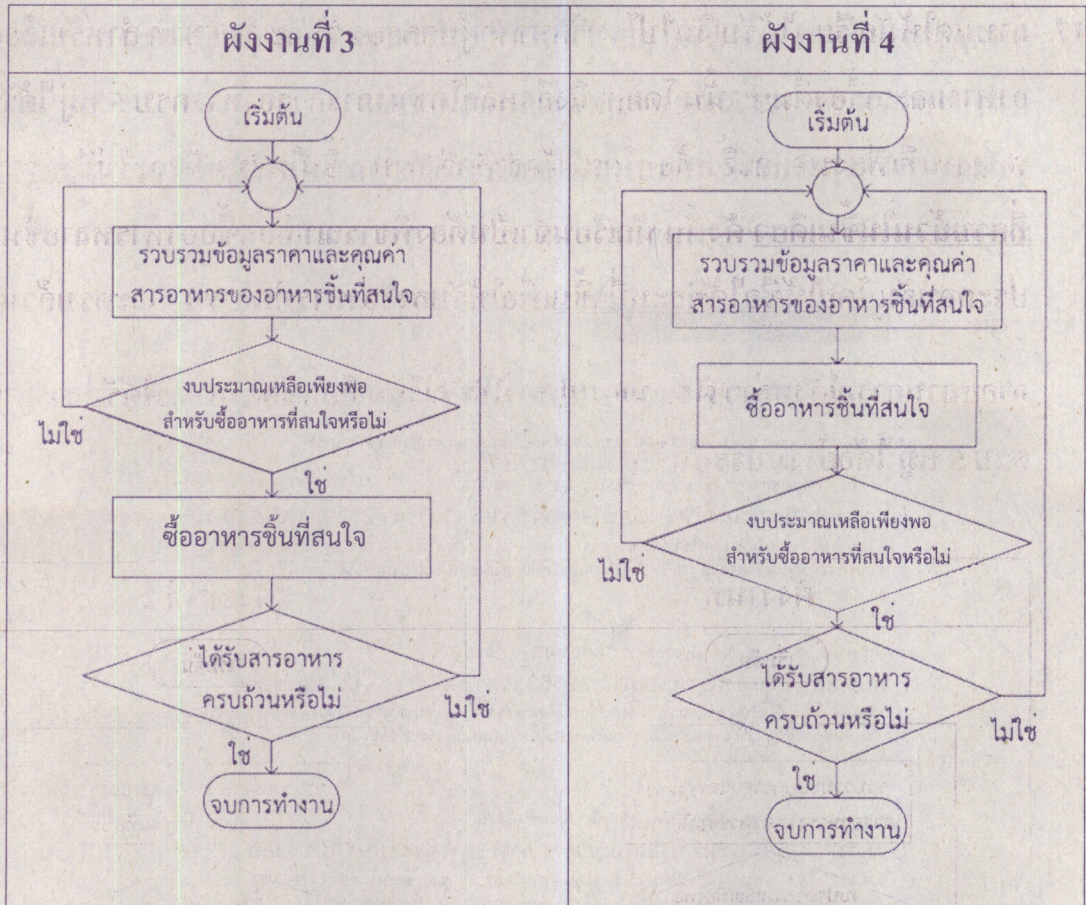 ผังงานที่ 3
เริ่มต้น
รวบรวมข้อมูลราคาและคุณค่า
สารอาหารของอาหารชิ้นที่สนใจ
งบประมาณเหลือเพียงพอ
สำหรับซื้ออาหารที่สนใจหรือไม่
ไม่ใช่
ใช่
ซื้ออาหารชิ้นที่สนใจ
ได้รับสารอาหาร
ครบถ้วนหรือไม่
ไม่ใช่
ใช่
จบการทำงาน
ผังงานที่ 4
เริ่มต้น
รวบรวมข้อมูลราคาและคุณค่า
สารอาหารของอาหารชิ้นที่สนใจ
ซื้ออาหารชิ้นที่สนใจ
งบประมาณเหลือเพียงพอ
สำหรับซื้ออาหารที่สนใจหรือไม่
ไม่ใช่
ใช่
ได้รับสารอาหาร
ครบถ้วนหรือไม่
ไม่ใช่
ใช่
จบการทำงาน